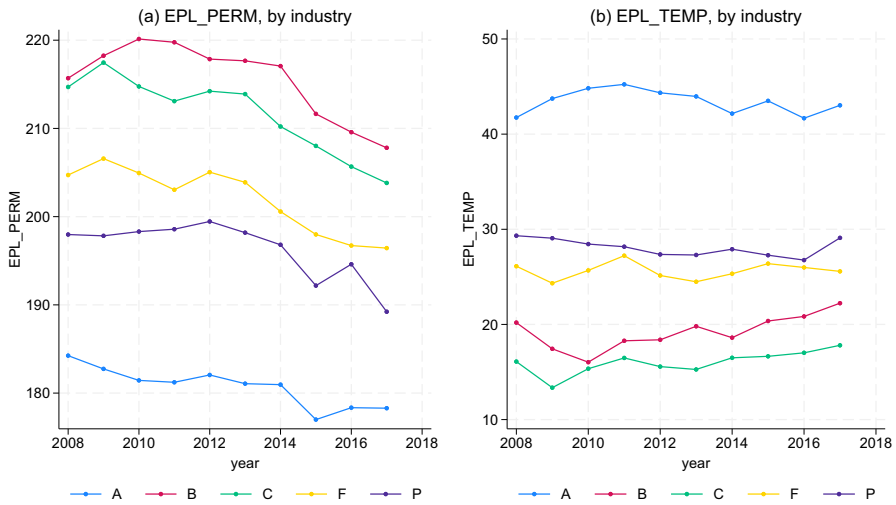 (a) EPL_PERM, by industry
220
210
200
190
180
EPL_PERM
2008 2010 2012 2014 2016 2018
year
A B C F P
(b) EPL_TEMP, by industry
50
40
30
20
10
EPL_TEMP
2008 2010 2012 2014 2016 2018
year
A B C F P